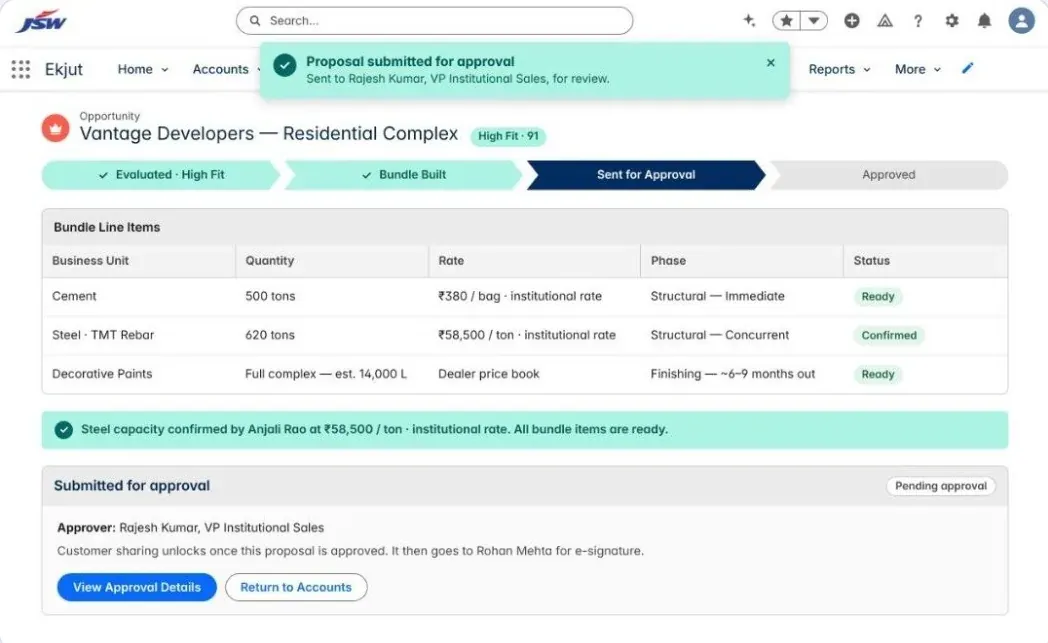 JSW
Search...
Ekjut
Home
Accounts
Proposal submitted for approval
Sent to Rajesh Kumar, VP Institutional Sales, for review.
Reports
More
Opportunity
Vantage Developers — Residential Complex
High Fit · 91
Evaluated · High Fit
Bundle Built
Sent for Approval
Approved
Bundle Line Items
Business Unit Quantity Rate Phase Status
Cement 500 tons ₹380 / bag · institutional rate Structural — Immediate Ready
Steel · TMT Rebar 620 tons ₹58,500 / ton · institutional rate Structural — Concurrent Confirmed
Decorative Paints Full complex — est. 14,000 L Dealer price book Finishing — ~6–9 months out Ready
Steel capacity confirmed by Anjali Rao at ₹58,500 / ton · institutional rate. All bundle items are ready.
Submitted for approval
Pending approval
Approver: Rajesh Kumar, VP Institutional Sales
Customer sharing unlocks once this proposal is approved. It then goes to Rohan Mehta for e-signature.
View Approval Details
Return to Accounts